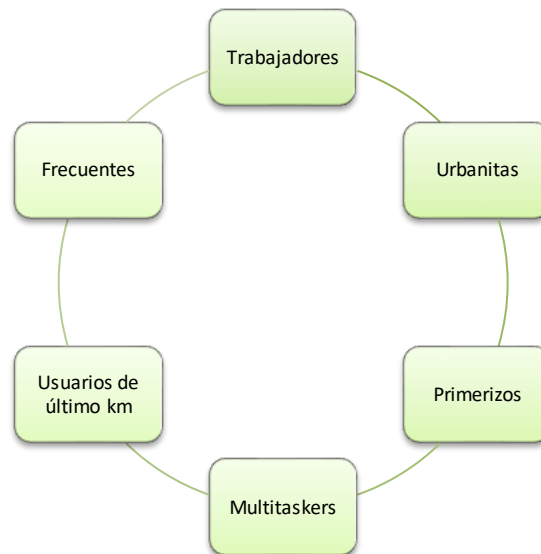 Trabajadores
Urbanitas
Primerizos
Multitaskers
Usuarios de
último km
Frecuentes